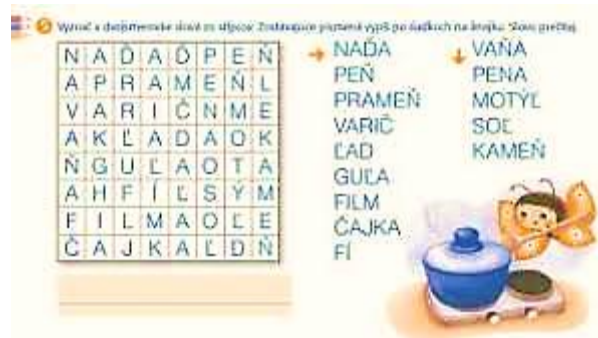 Vyznač v dvojsmerovke slová zo stĺpcov. Zostávajúce písmená vypíš po riadkoch na linajku. Slovo prečítaj.
N A Ď A Ď P E Ň
A P R A M E Ň L
V A R I Č N M E
A K Ľ A D A O K
Ň G U Ľ A O T A
A H F Í Ľ S Ý M
F I L M A O Ľ E
Č A J K A Ľ D Ň
NAĎA
PEŇ
PRAMEŇ
VARIČ
ĽAD
GUĽA
FILM
ČAJKA
FÍ
VAŇA
PENA
MOTÝĽ
SOĽ
KAMEŇ